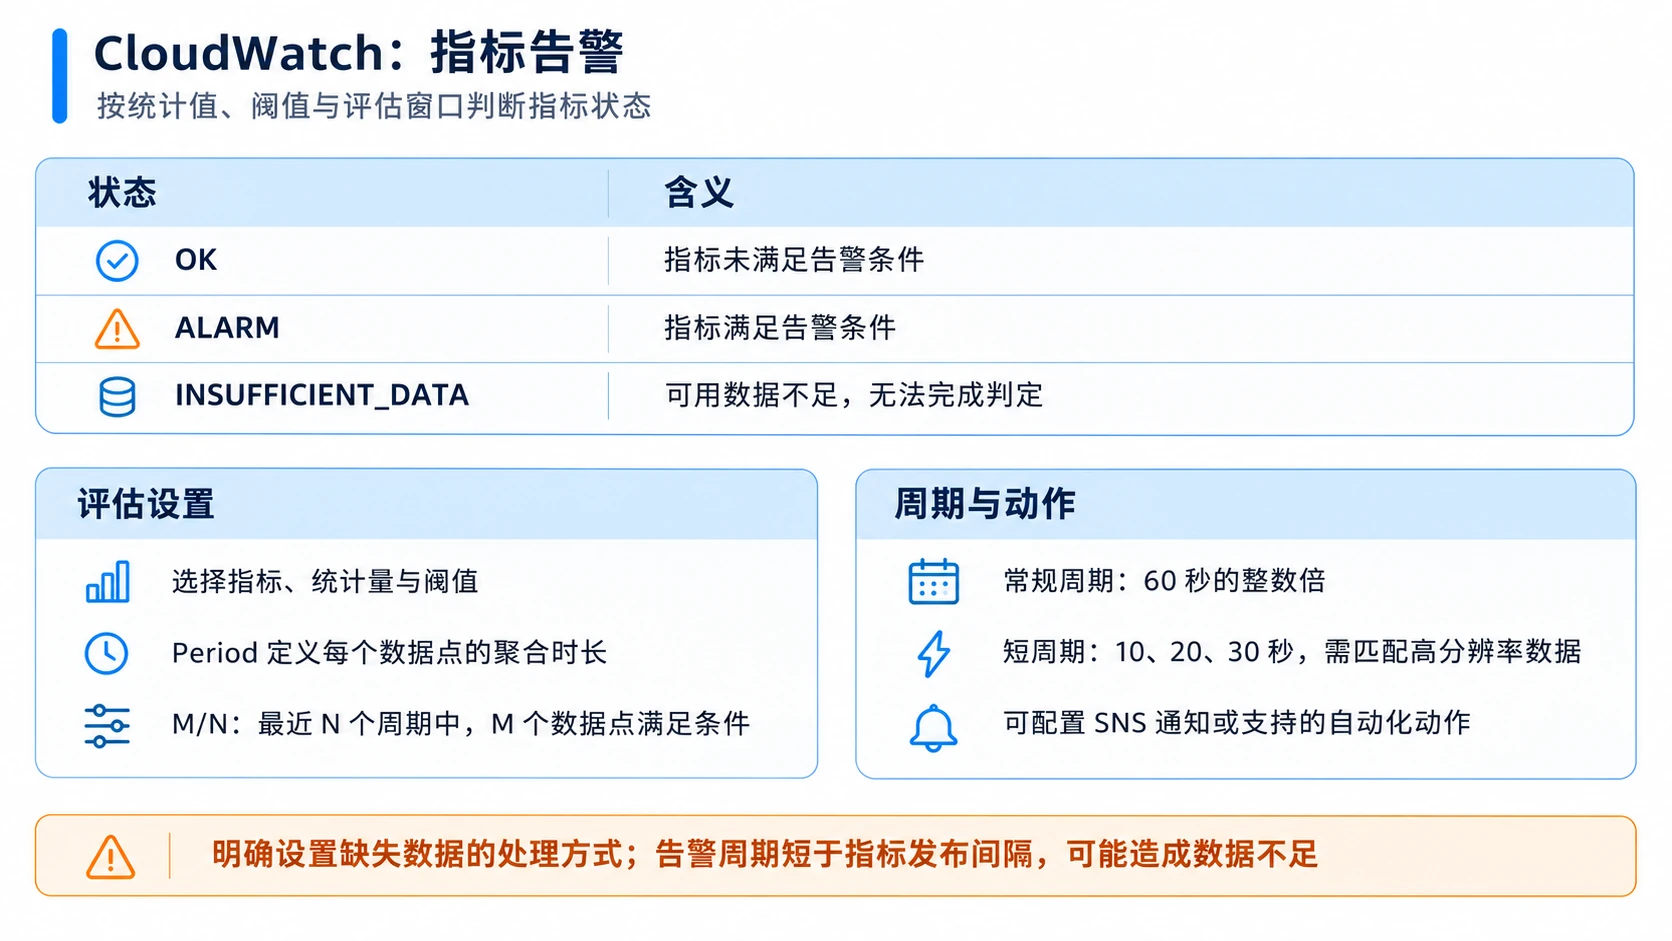 CloudWatch：指标告警
按统计值、阈值与评估窗口判断指标状态
状态 含义
OK 指标未满足告警条件
ALARM 指标满足告警条件
INSUFFICIENT_DATA 可用数据不足，无法完成判定
评估设置
选择指标、统计量与阈值
Period 定义每个数据点的聚合时长
M/N：最近 N 个周期中，M 个数据点满足条件
周期与动作
常规周期：60 秒的整数倍
短周期：10、20、30 秒，需匹配高分辨率数据
可配置 SNS 通知或支持的自动化动作
明确设置缺失数据的处理方式；告警周期短于指标发布间隔，可能造成数据不足